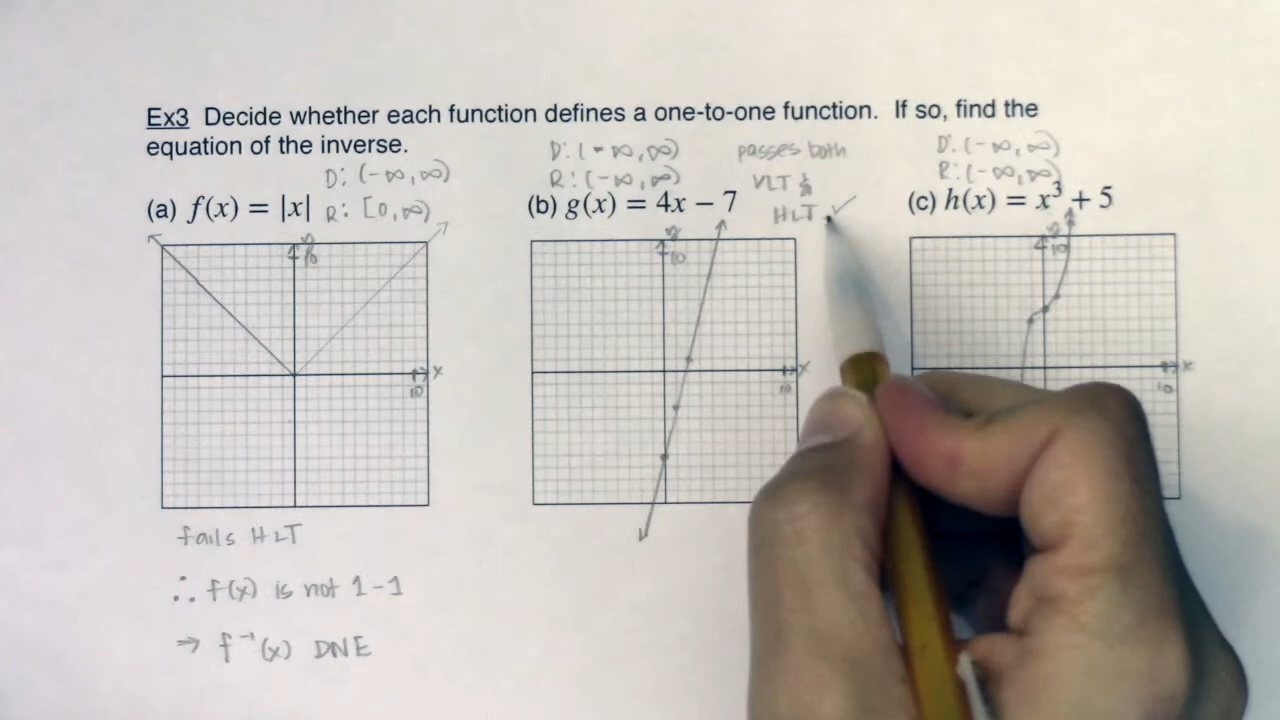 Ex3 Decide whether each function defines a one-to-one function. If so, find the
equation of the inverse.
D: (-∞,∞)
(a) f(x) = |x| R: [0,∞)
y
10
x
10
fails HLT
∴ f(x) is not 1-1
⇒ f⁻¹(x) DNE
D: (-∞,∞)
R: (-∞,∞)
(b) g(x) = 4x − 7
passes both
VLT &
HLT ✓
y
10
x
10
D: (-∞,∞)
R: (-∞,∞)
(c) h(x) = x³ + 5
y
10
x
10